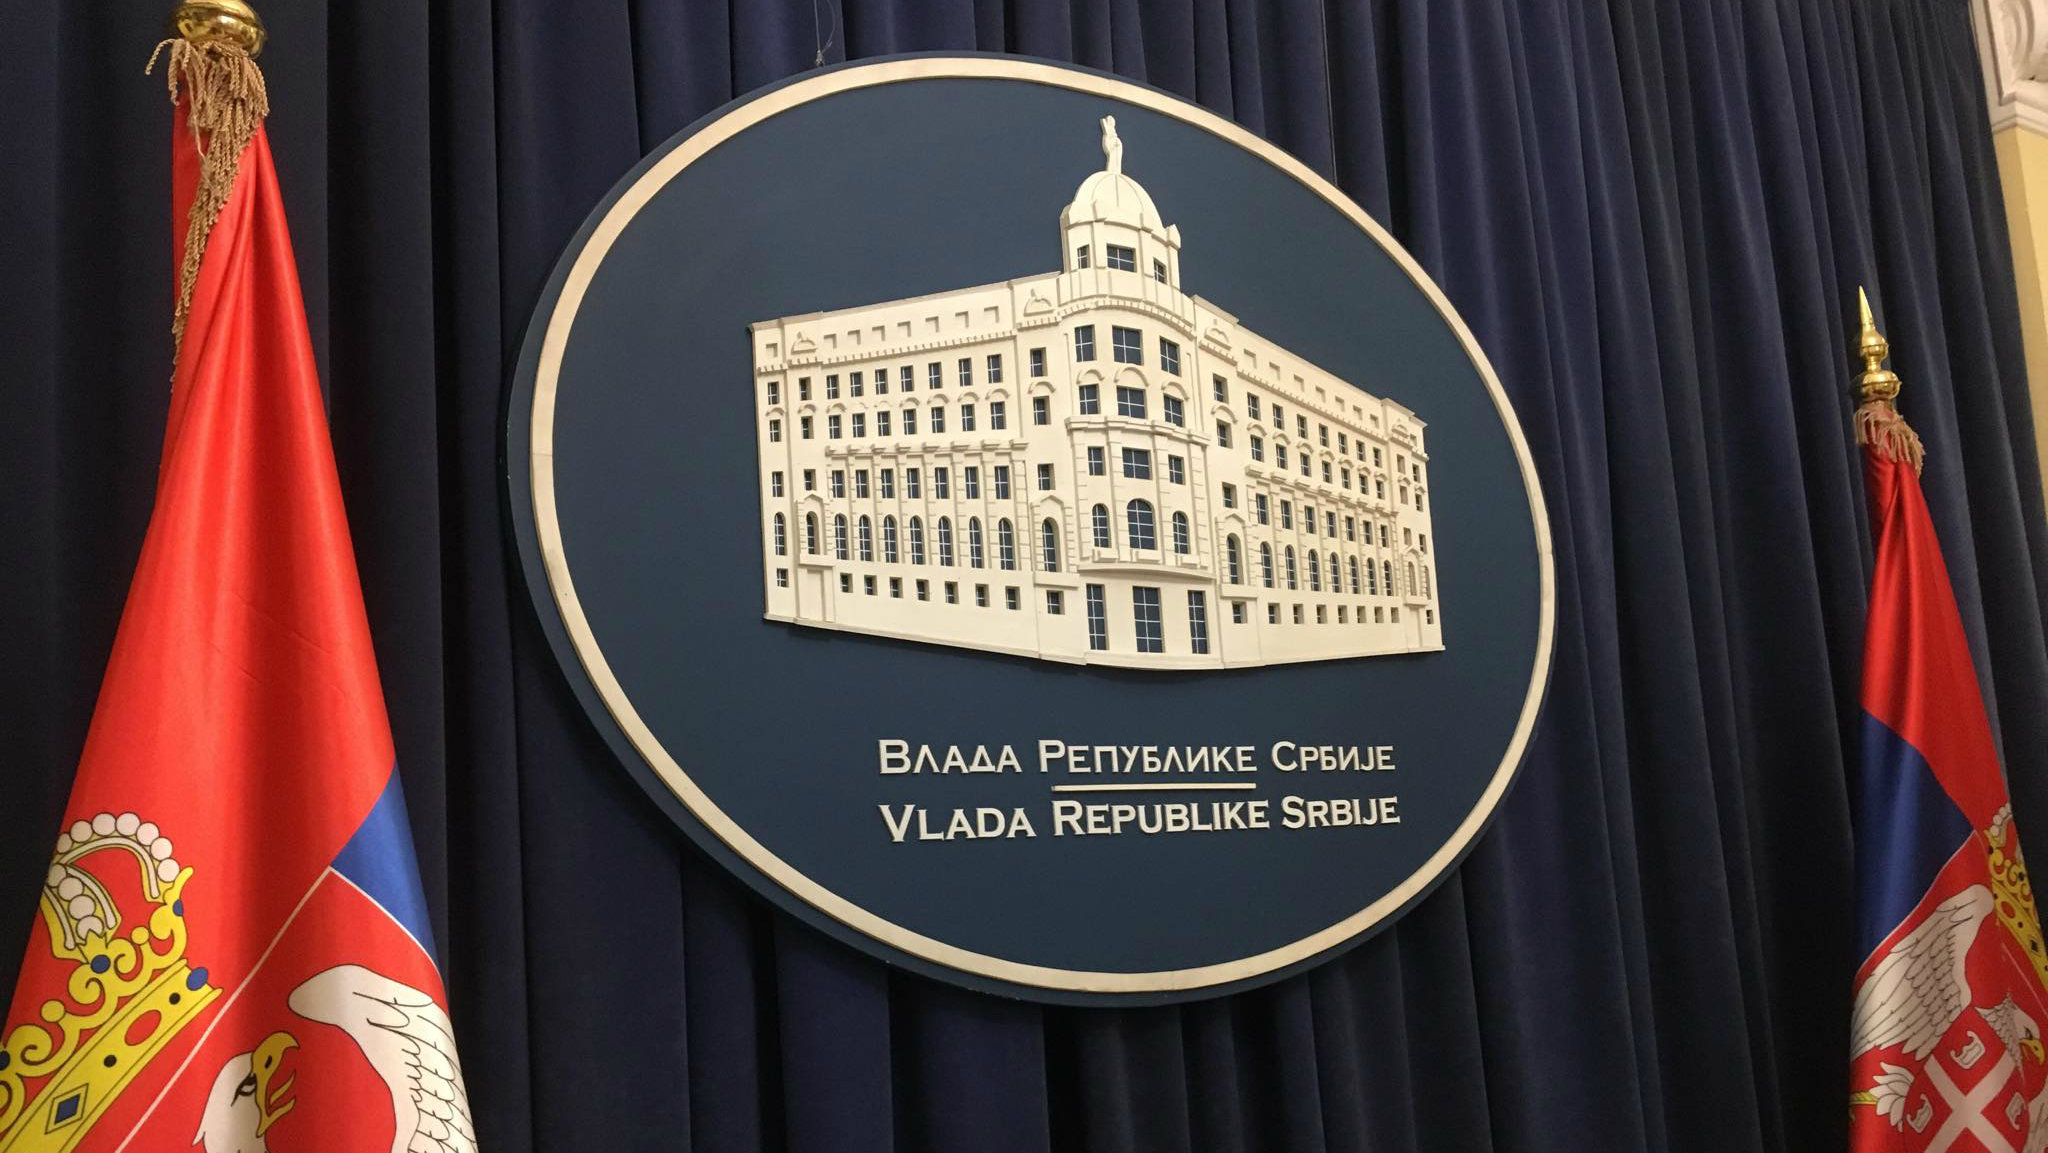 Влада Републике Србије
Vlada Republike Srbije